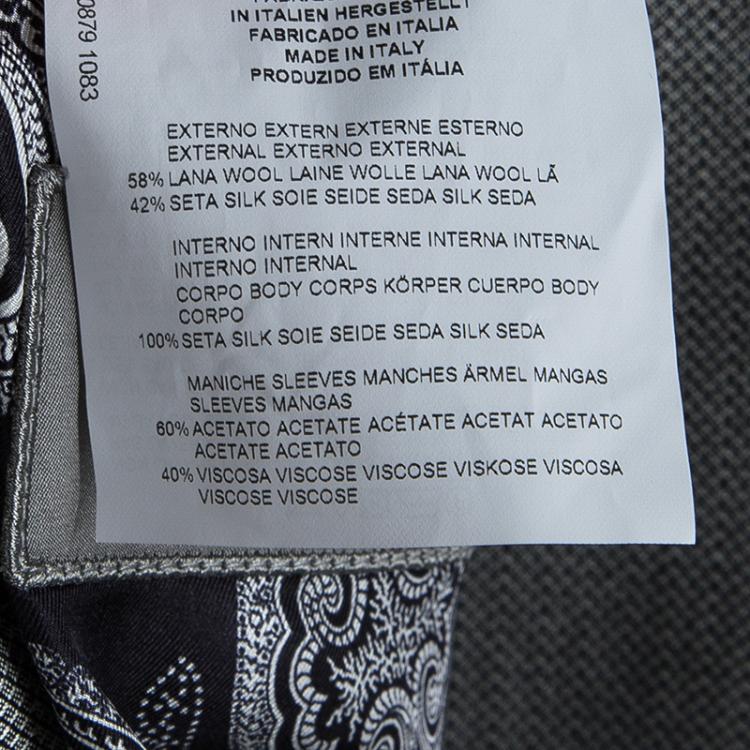 IN ITALIEN HERGESTELLT
FABRICADO EN ITALIA
MADE IN ITALY
PRODUZIDO EM ITÁLIA
0879 1083
EXTERNO EXTERN EXTERNE ESTERNO
EXTERNAL EXTERNO EXTERNAL
58% LANA WOOL LAINE WOLLE LANA WOOL LÃ
42% SETA SILK SOIE SEIDE SEDA SILK SEDA
INTERNO INTERN INTERNE INTERNA INTERNAL
INTERNO INTERNAL
CORPO BODY CORPS KÖRPER CUERPO BODY
CORPO
100% SETA SILK SOIE SEIDE SEDA SILK SEDA
MANICHE SLEEVES MANCHES ÄRMEL MANGAS
SLEEVES MANGAS
60% ACETATO ACETATE ACÉTATE ACETAT ACETATO
ACETATE ACETATO
40% VISCOSA VISCOSE VISCOSE VISKOSE VISCOSA
VISCOSE VISCOSE